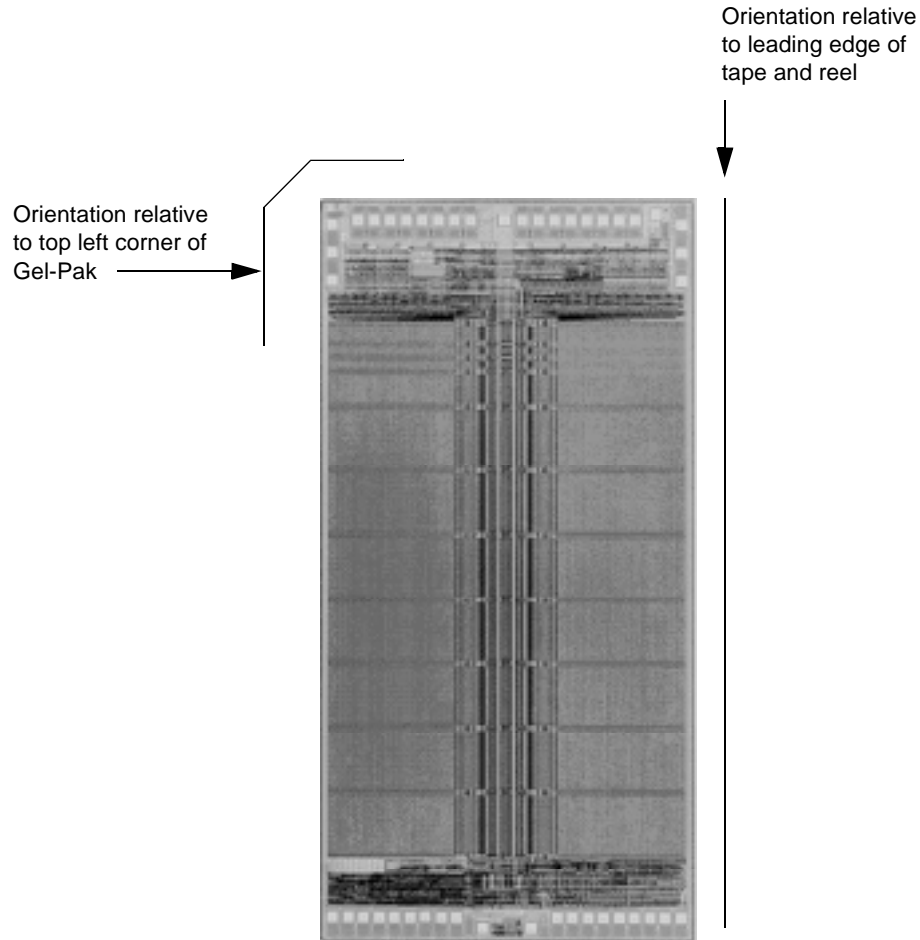 Orientation relative
to leading edge of
tape and reel
Orientation relative
to top left corner of
Gel-Pak